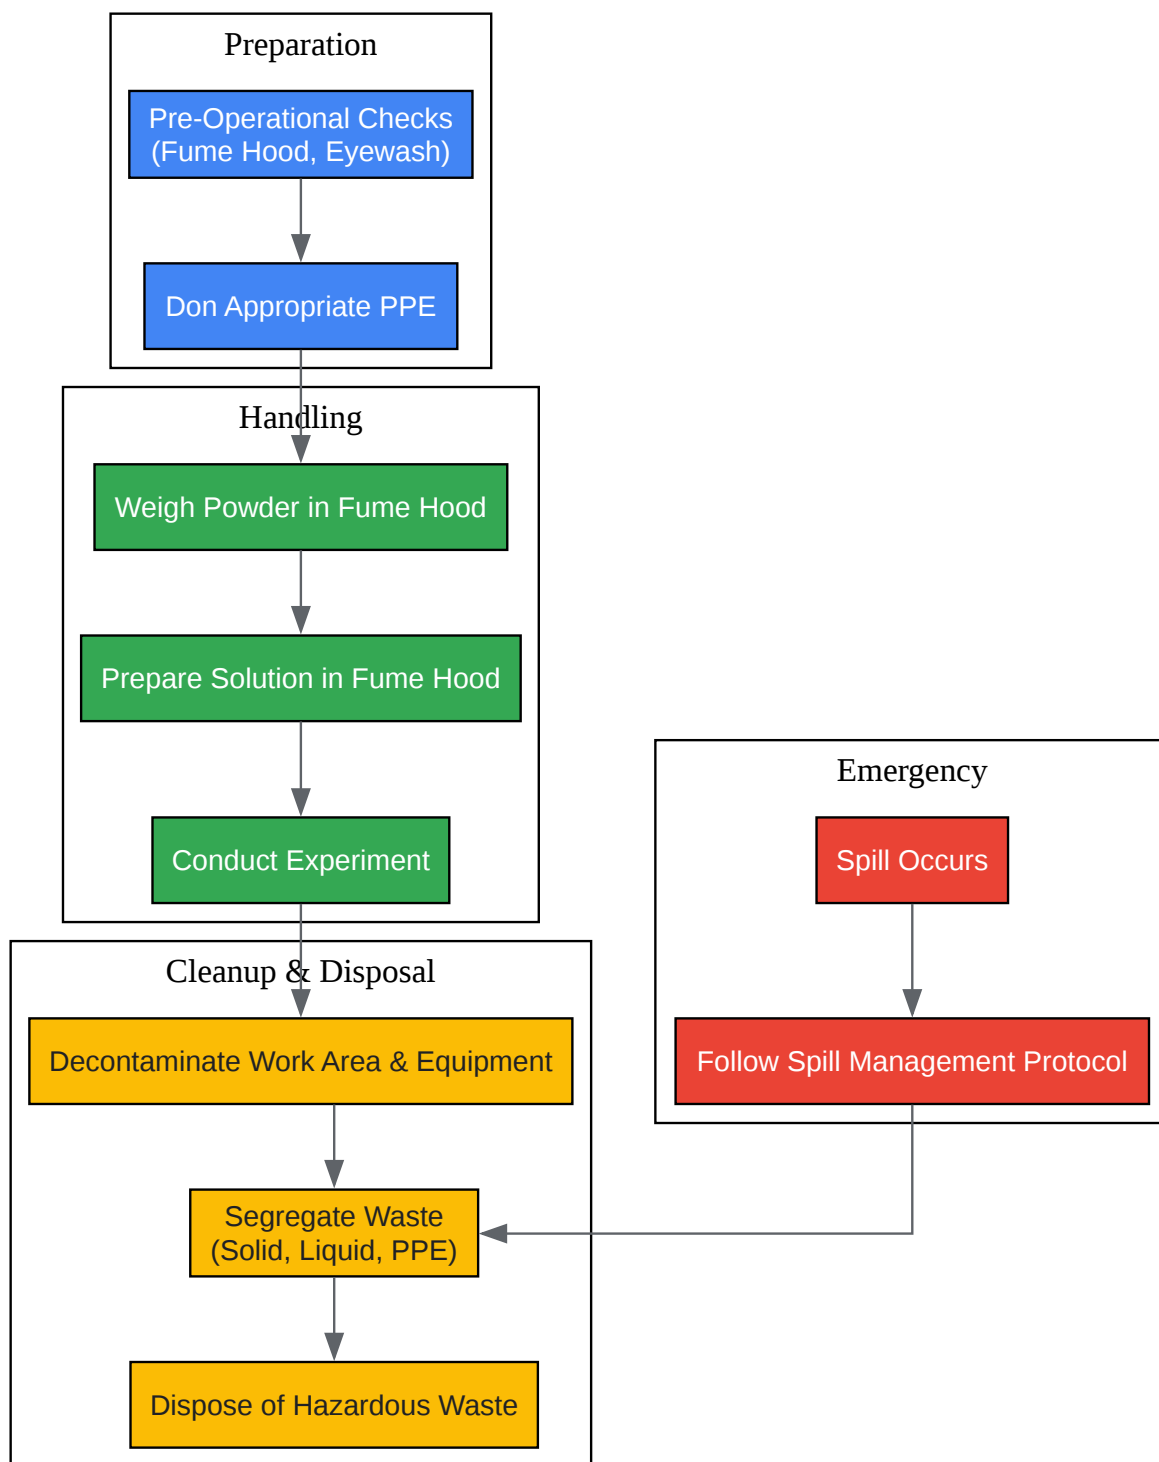 Preparation
Pre-Operational Checks
(Fume Hood, Eyewash)
Don Appropriate PPE
Handling
Weigh Powder in Fume Hood
Prepare Solution in Fume Hood
Conduct Experiment
Emergency
Spill Occurs
Follow Spill Management Protocol
Cleanup & Disposal
Decontaminate Work Area & Equipment
Segregate Waste
(Solid, Liquid, PPE)
Dispose of Hazardous Waste